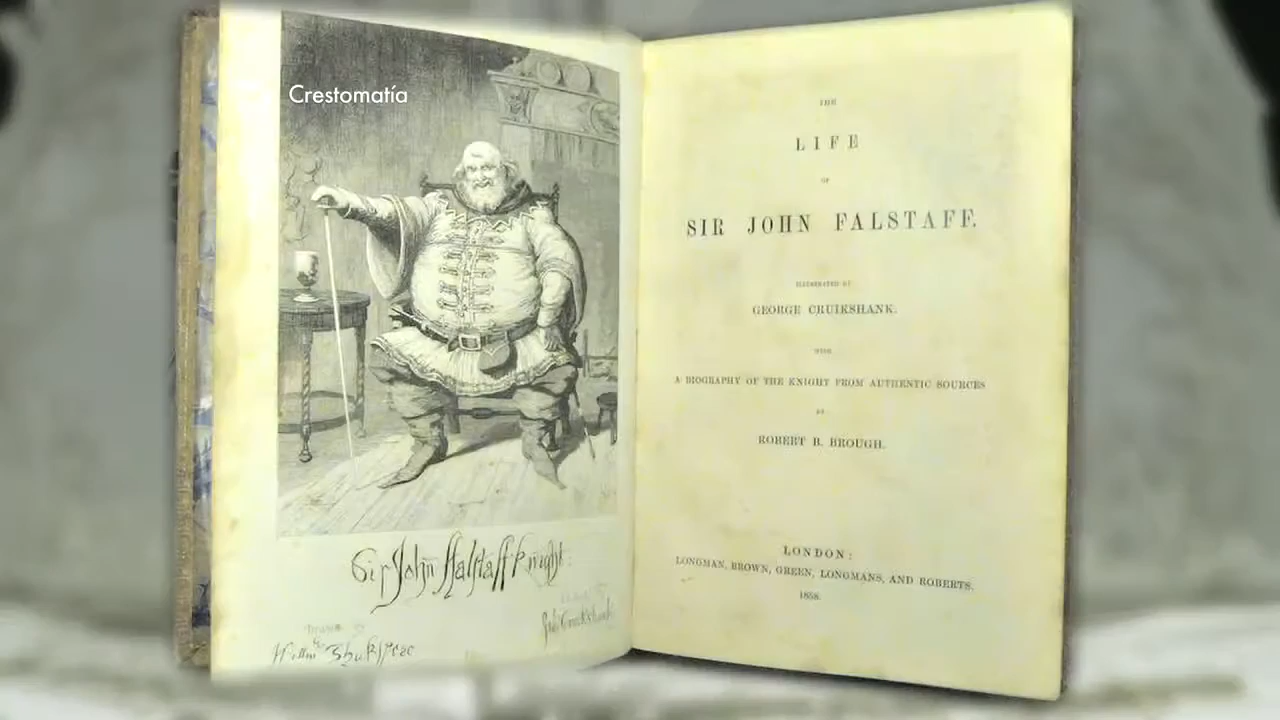 Crestomatía
Sir John Falstaff Knight.
THE
LIFE
OF
SIR JOHN FALSTAFF.
ILLUSTRATED BY
GEORGE CRUIKSHANK.
WITH
A BIOGRAPHY OF THE KNIGHT FROM AUTHENTIC SOURCES
BY
ROBERT B. BROUGH.
LONDON:
LONGMAN, BROWN, GREEN, LONGMANS, AND ROBERTS.
1858.